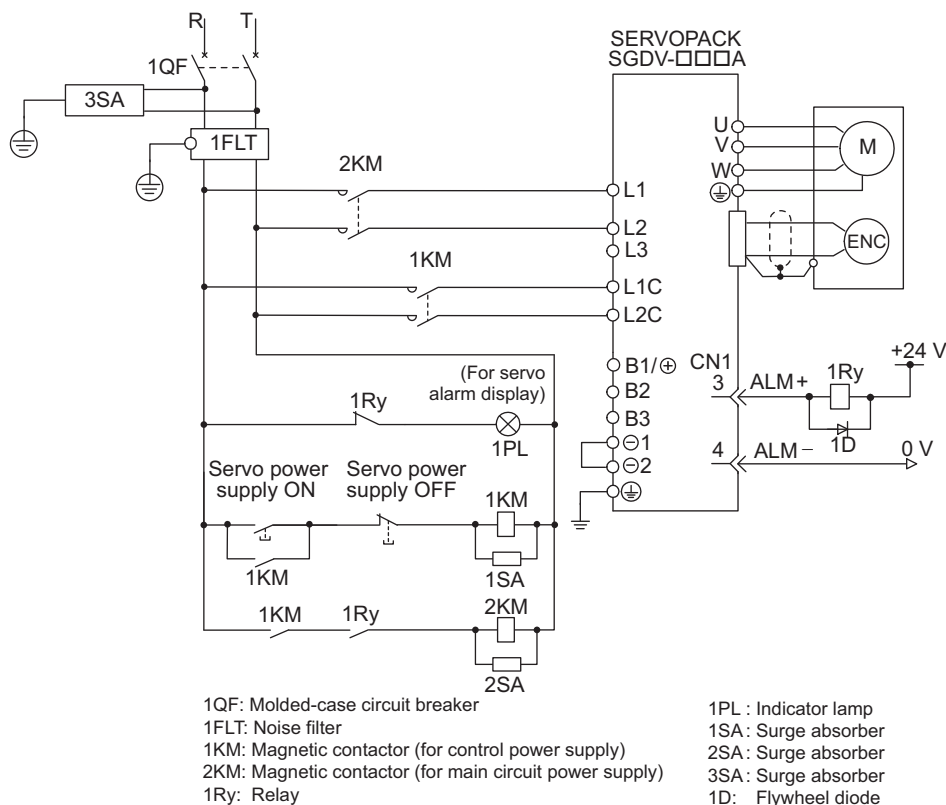 R T
SERVOPACK
SGDV-□□□A
1QF
3SA
1FLT
U
V
W
M
2KM
L1
L2
L3
ENC
1KM
L1C
L2C
+24 V
(For servo
alarm display)
B1/⊕
CN1
3 ALM+
1Ry
B2
1Ry
B3
1PL
1D
⊖1
4 ALM−
0 V
⊖2
Servo power
supply ON
Servo power
supply OFF
1KM
1KM
1SA
1KM
1Ry
2KM
2SA
1QF: Molded-case circuit breaker
1FLT: Noise filter
1KM: Magnetic contactor (for control power supply)
2KM: Magnetic contactor (for main circuit power supply)
1Ry: Relay
1PL : Indicator lamp
1SA : Surge absorber
2SA : Surge absorber
3SA : Surge absorber
1D: Flywheel diode